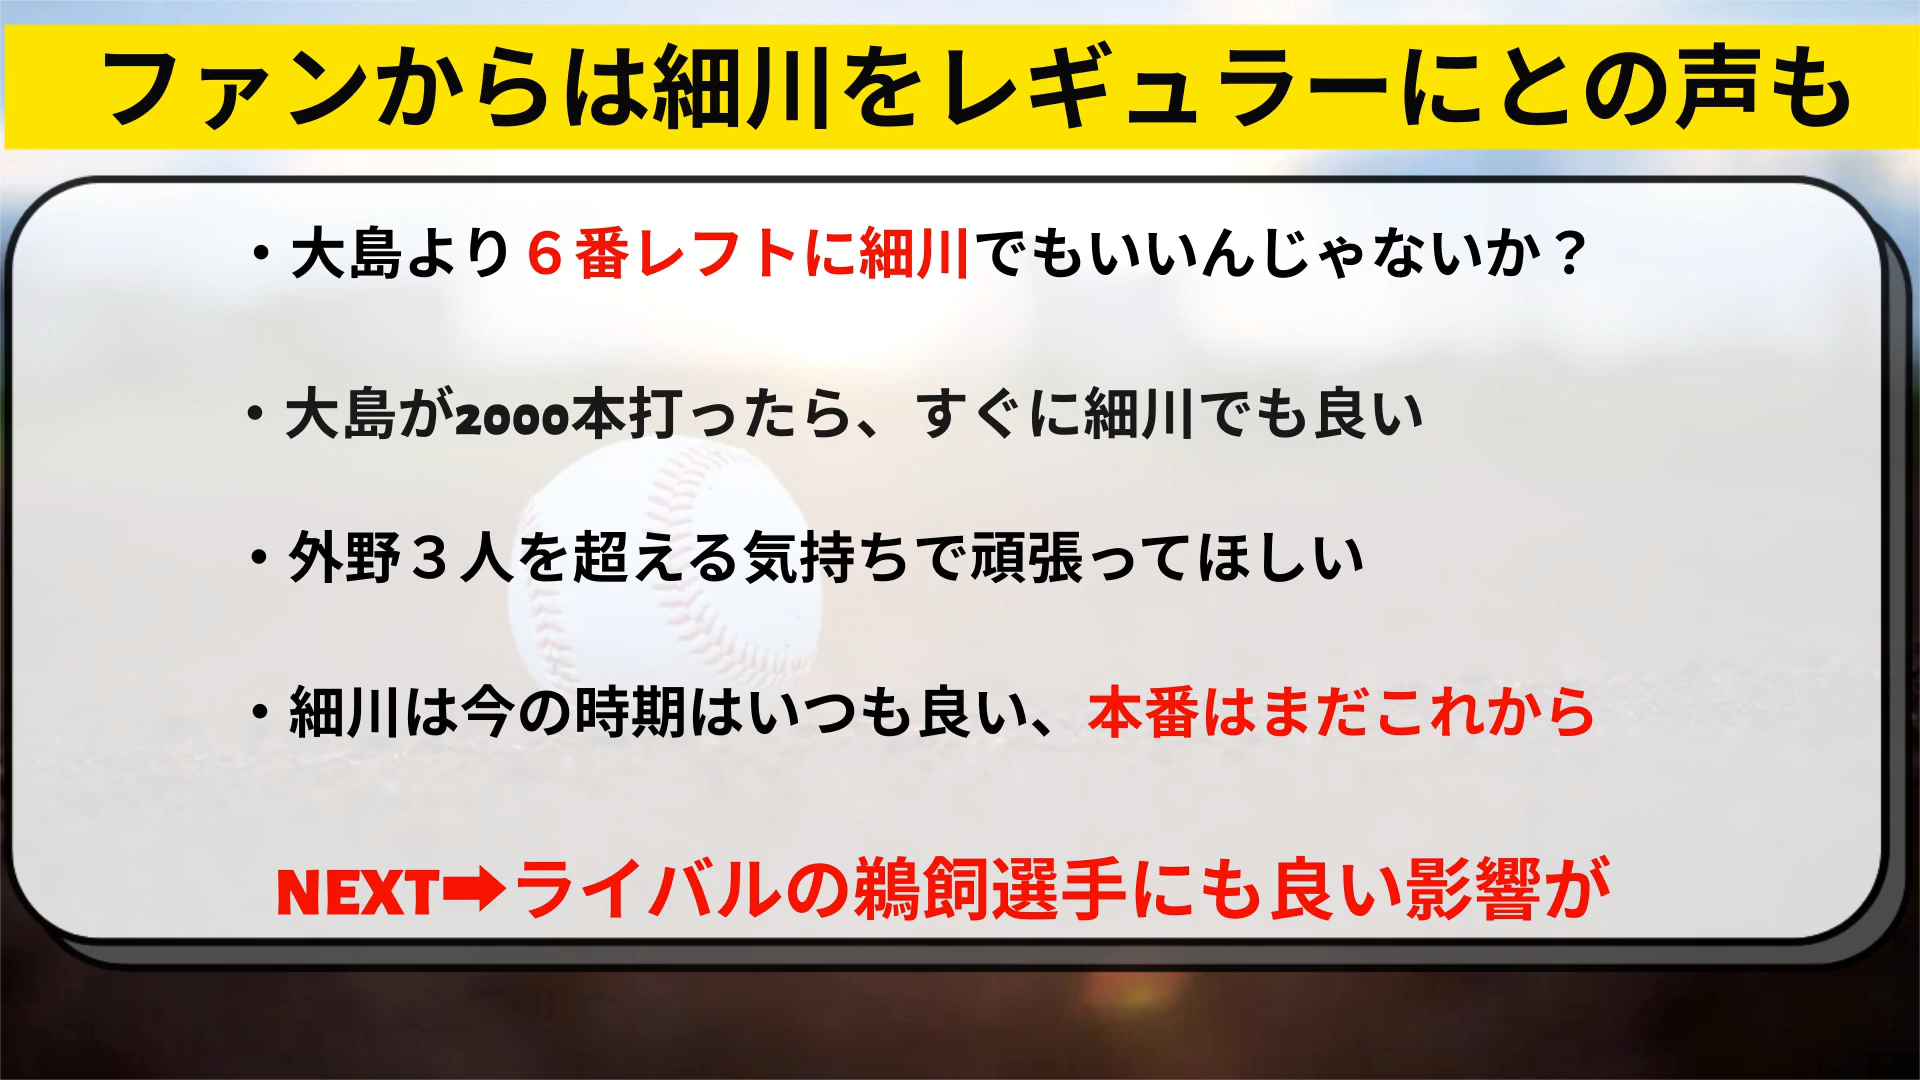 ファンからは細川をレギュラーにとの声も
・大島より６番レフトに細川でもいいんじゃないか？
・大島が2000本打ったら、すぐに細川でも良い
・外野３人を超える気持ちで頑張ってほしい
・細川は今の時期はいつも良い、本番はまだこれから
NEXT➡ライバルの鵜飼選手にも良い影響が